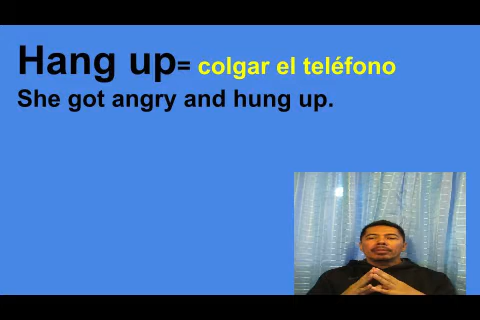 Hang up= colgar el teléfono
She got angry and hung up.